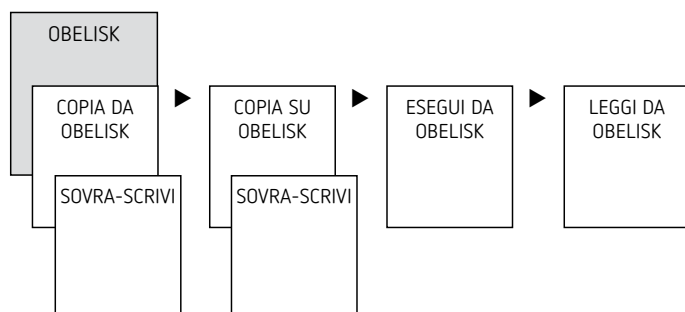 OBELISK
COPIA DA
OBELISK
SOVRA-SCRIVI
COPIA SU
OBELISK
SOVRA-SCRIVI
ESEGUI DA
OBELISK
LEGGI DA
OBELISK